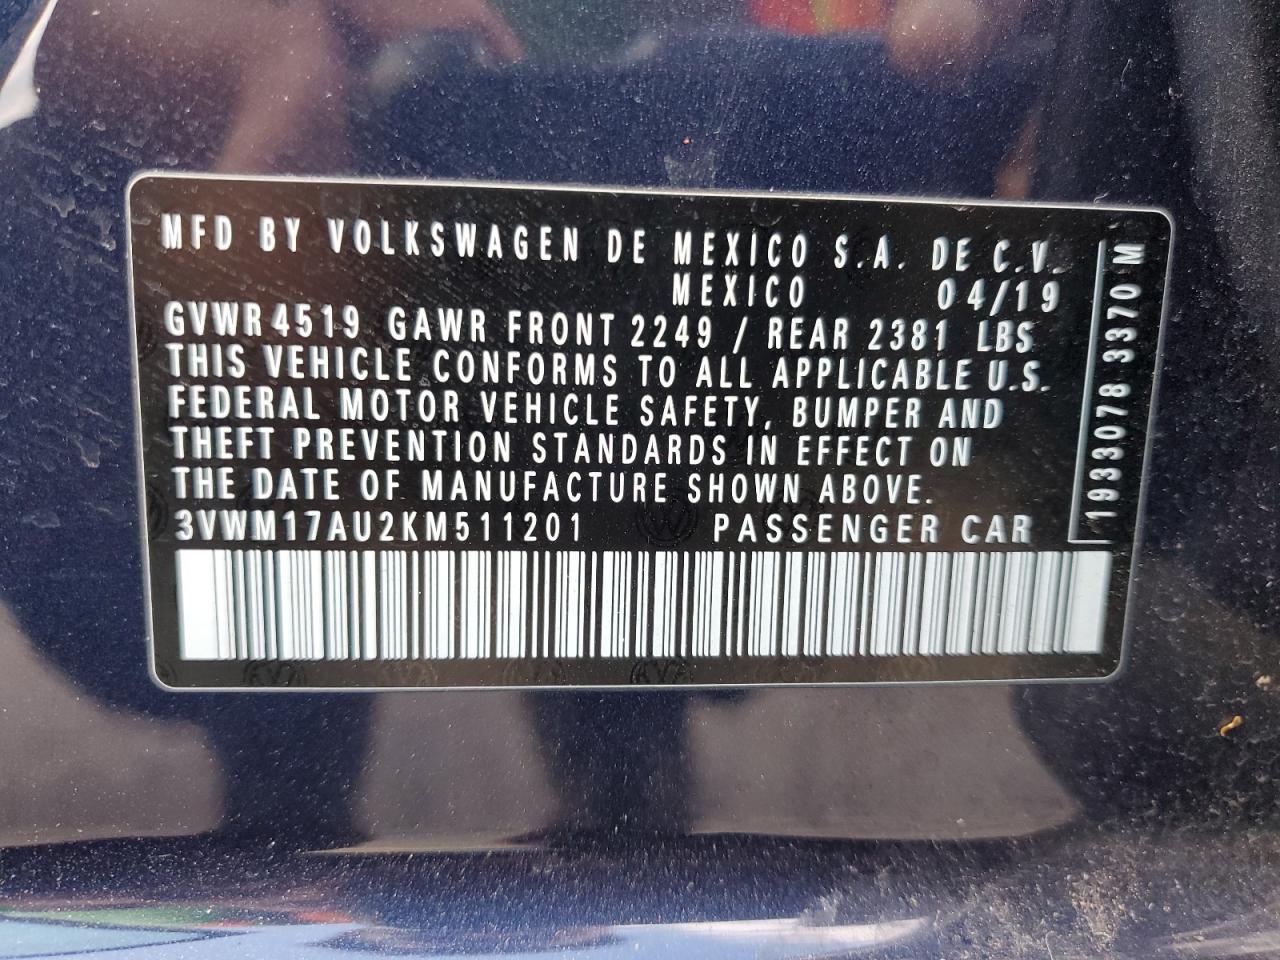 MFD BY VOLKSWAGEN DE MEXICO S.A. DE C.V.
MEXICO 04/19
GVWR 4519 GAWR FRONT 2249 / REAR 2381 LBS
THIS VEHICLE CONFORMS TO ALL APPLICABLE U.S.
FEDERAL MOTOR VEHICLE SAFETY, BUMPER AND
THEFT PREVENTION STANDARDS IN EFFECT ON
THE DATE OF MANUFACTURE SHOWN ABOVE.
3VWM17AU2KM511201 PASSENGER CAR
1933078 3370 M